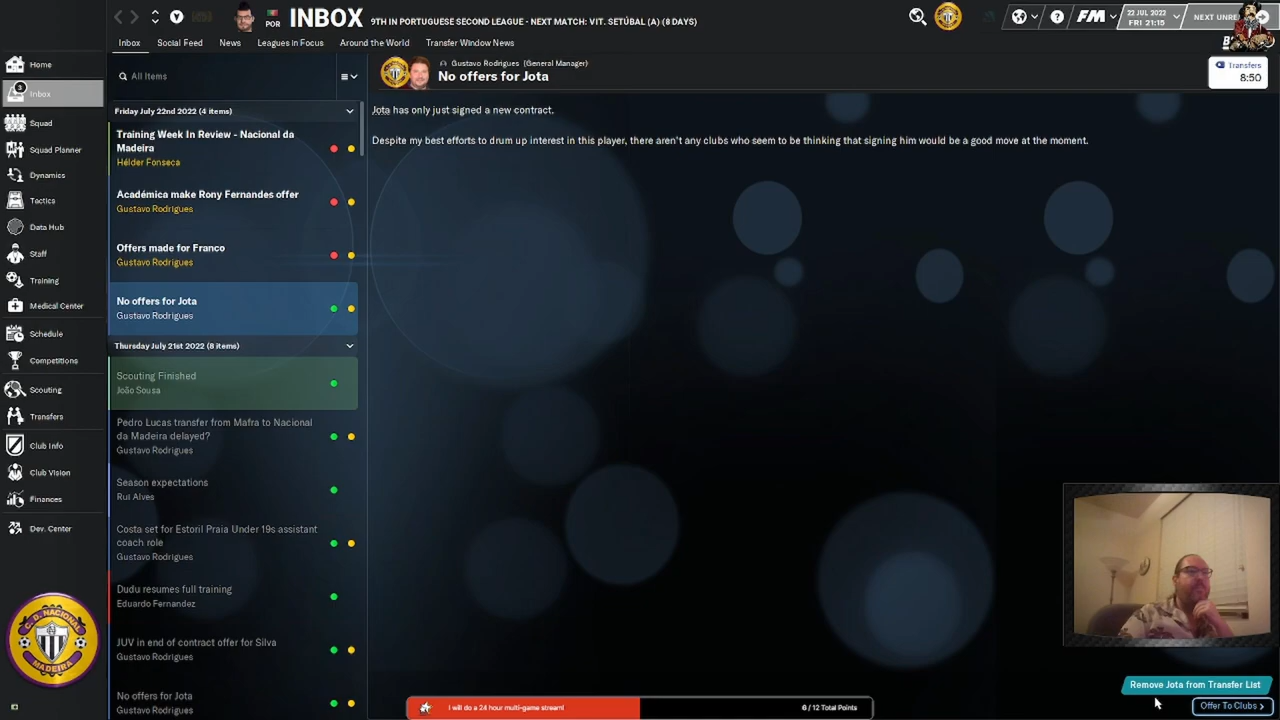 INBOX
9TH IN PORTUGUESE SECOND LEAGUE - NEXT MATCH: VIT. SETÚBAL (A) (8 DAYS)
POR
FM
22 JUL 2022
FRI 21:15
NEXT UNRE
Inbox
Social Feed
News
Leagues in Focus
Around the World
Transfer Window News
Home
Inbox
3
Squad
Squad Planner
Dynamics
Tactics
Data Hub
Staff
Training
Medical Center
Schedule
Competitions
Scouting
Transfers
Club Info
Club Vision
Finances
Dev. Center
C. D. NACIONAL
MADEIRA
All Items
Friday July 22nd 2022 (4 items)
Training Week In Review - Nacional da
Madeira
Hélder Fonseca
Académica make Rony Fernandes offer
Gustavo Rodrigues
Offers made for Franco
Gustavo Rodrigues
No offers for Jota
Gustavo Rodrigues
Thursday July 21st 2022 (8 items)
Scouting Finished
João Sousa
Pedro Lucas transfer from Mafra to Nacional
da Madeira delayed?
Gustavo Rodrigues
Season expectations
Rui Alves
Costa set for Estoril Praia Under 19s assistant
coach role
Gustavo Rodrigues
Dudu resumes full training
Eduardo Fernandez
JUV in end of contract offer for Silva
Gustavo Rodrigues
No offers for Jota
Gustavo Rodrigues
Gustavo Rodrigues (General Manager)
No offers for Jota
Transfers
8:50
Jota has only just signed a new contract.
Despite my best efforts to drum up interest in this player, there aren't any clubs who seem to be thinking that signing him would be a good move at the moment.
Remove Jota from Transfer List
Offer To Clubs >
I will do a 24 hour multi-game stream!
6 / 12 Total Points